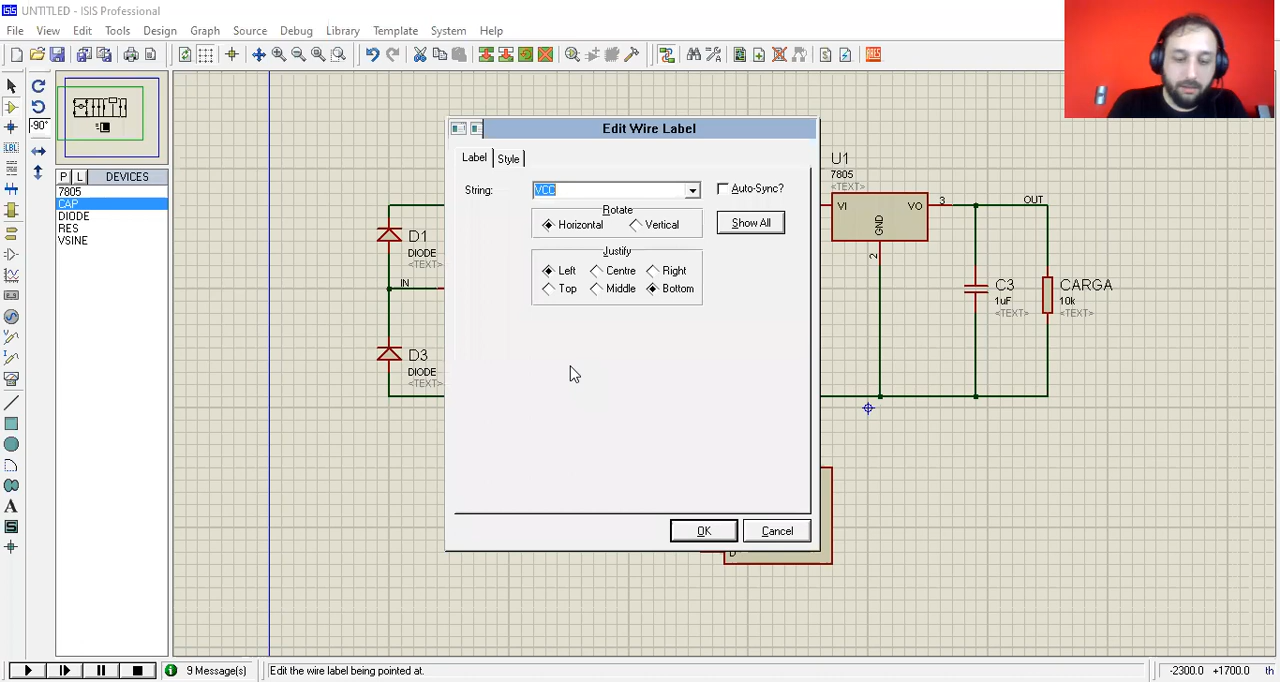 UNTITLED - ISIS Professional
File View Edit Tools Design Graph Source Debug Library Template System Help
-90°
LBL
P L DEVICES
7805
CAP
DIODE
RES
VSINE
A
S
Edit Wire Label
Label Style
String: VCC Auto-Sync?
Rotate
Horizontal Vertical
Show All
Justify
Left Centre Right
Top Middle Bottom
OK Cancel
D1
DIODE
<TEXT>
IN
D3
DIODE
<TEXT>
U1
7805
<TEXT>
VI VO
GND
3
2
OUT
C3
1uF
<TEXT>
CARGA
10k
<TEXT>
D
9 Message(s) Edit the wire label being pointed at. -2300.0 +1700.0 th